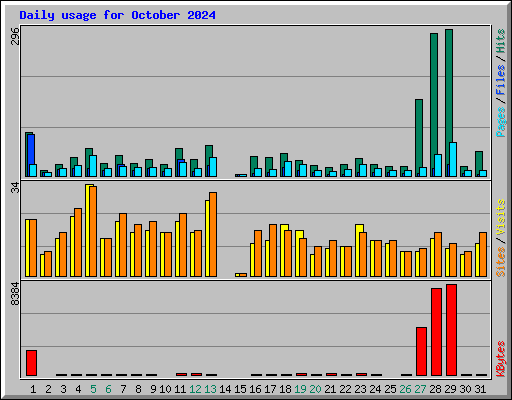 Daily usage for October 2024
296
Pages / Files / Hits
34
Sites / Visits
8384
KBytes
1 2 3 4 5 6 7 8 9 10 11 12 13 14 15 16 17 18 19 20 21 22 23 24 25 26 27 28 29 30 31